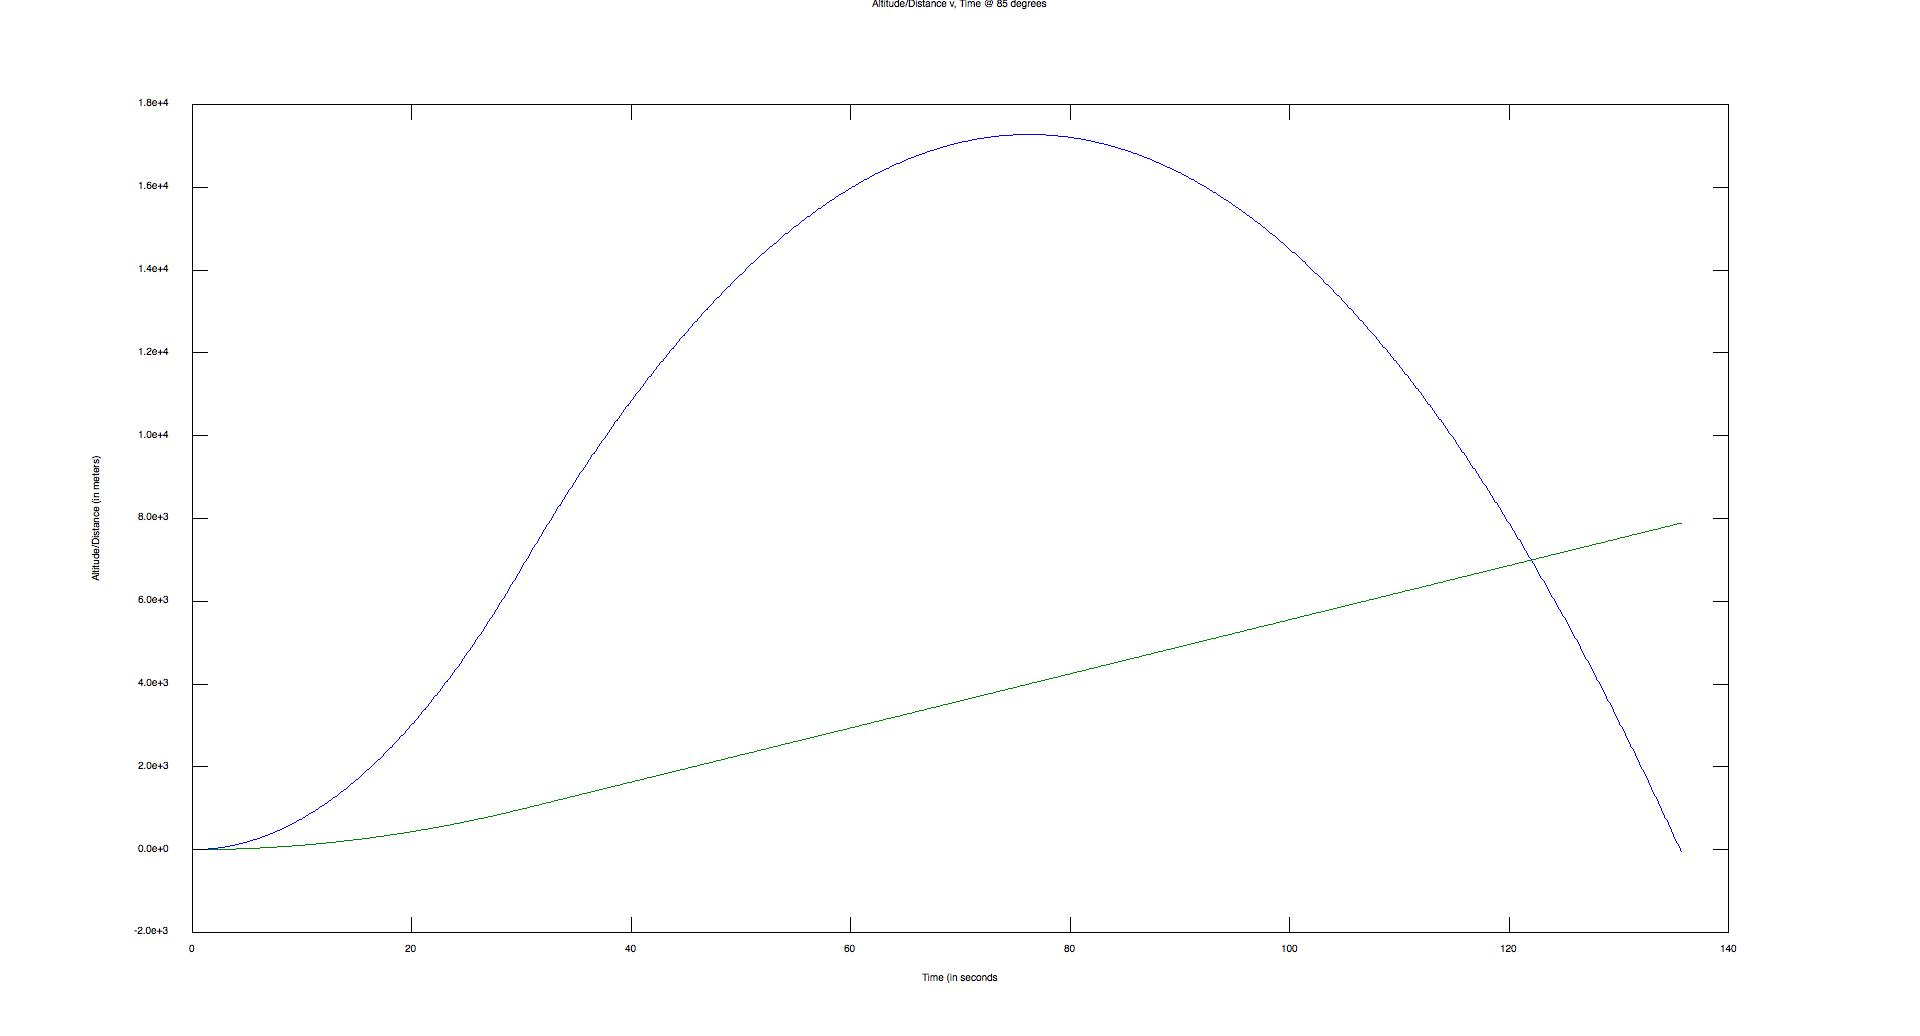 Altitude/Distance v, Time @ 85 degrees
1.8e+4
1.6e+4
1.4e+4
1.2e+4
1.0e+4
8.0e+3
6.0e+3
4.0e+3
2.0e+3
0.0e+0
-2.0e+3
Altitude/Distance (in meters)
0 20 40 60 80 100 120 140
Time (in seconds